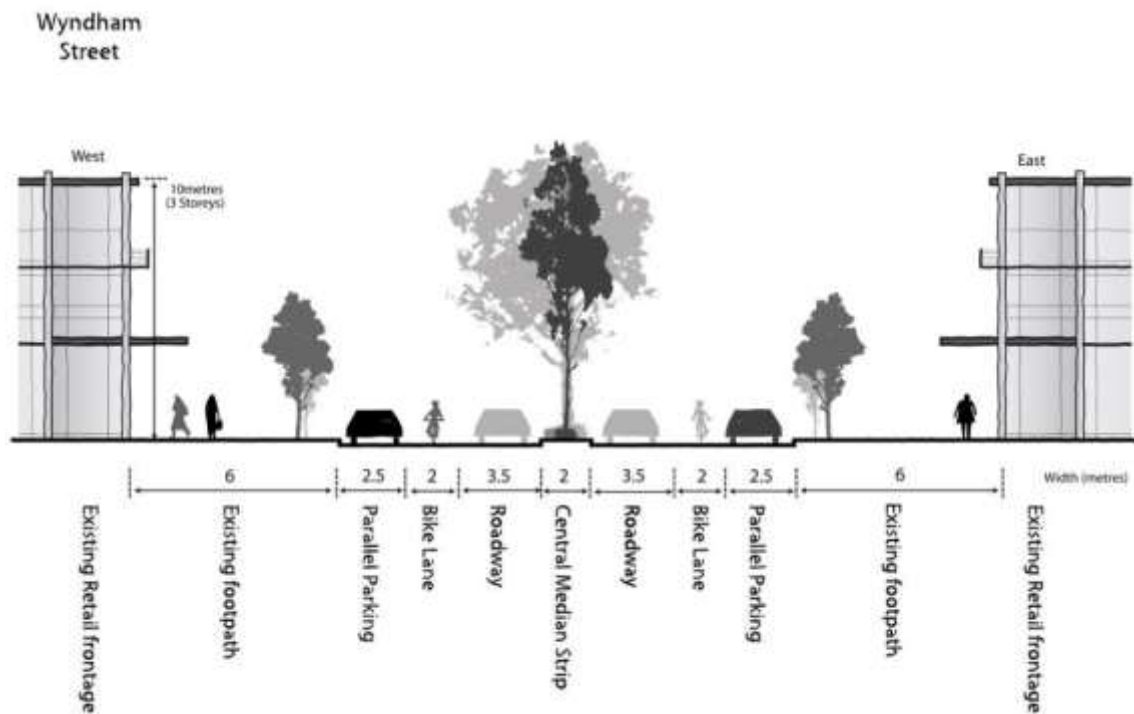 Wyndham
Street
West
East
10metres
(3 Storeys)
6
2.5
2
3.5
2
3.5
2
2.5
6
Width (metres)
Existing Retail frontage
Existing footpath
Parallel Parking
Bike Lane
Roadway
Central Median Strip
Roadway
Bike Lane
Parallel Parking
Existing footpath
Existing Retail frontage